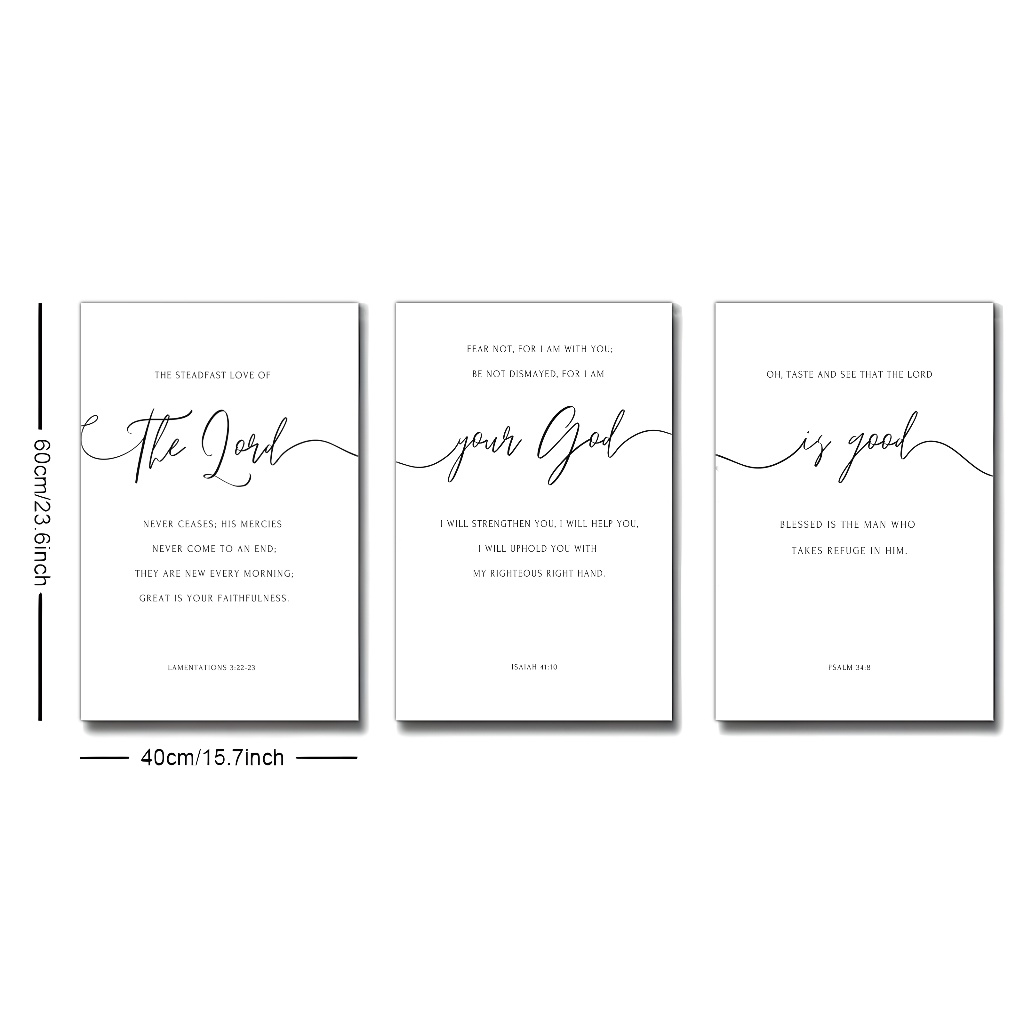 THE STEADFAST LOVE OF
The Lord
NEVER CEASES; HIS MERCIES
NEVER COME TO AN END;
THEY ARE NEW EVERY MORNING;
GREAT IS YOUR FAITHFULNESS.
LAMENTATIONS 3:22-23
FEAR NOT, FOR I AM WITH YOU;
BE NOT DISMAYED, FOR I AM
your God
I WILL STRENGTHEN YOU, I WILL HELP YOU,
I WILL UPHOLD YOU WITH
MY RIGHTEOUS RIGHT HAND.
ISAIAH 41:10
OH, TASTE AND SEE THAT THE LORD
is good
BLESSED IS THE MAN WHO
TAKES REFUGE IN HIM.
PSALM 34:8
60cm/23.6inch
40cm/15.7inch